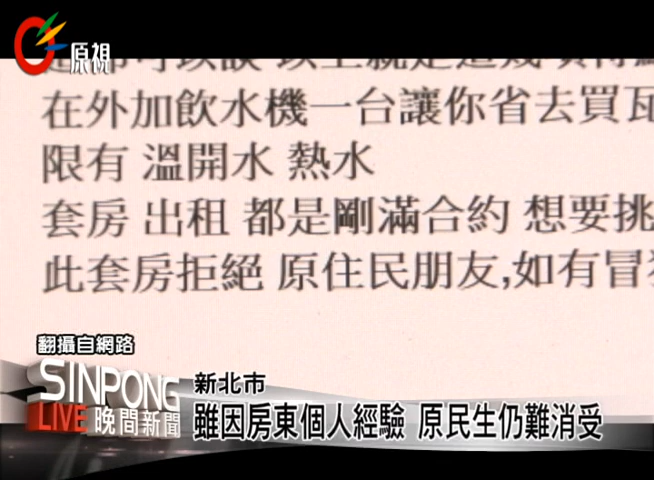 原視
在外加飲水機一台讓你省去買瓦
限有 溫開水 熱水
套房 出租 都是剛滿合約 想要挑
此套房拒絕 原住民朋友,如有冒
翻攝自網路
SINPONG
LIVE 晚間新聞
新北市
雖因房東個人經驗 原民生仍難消受